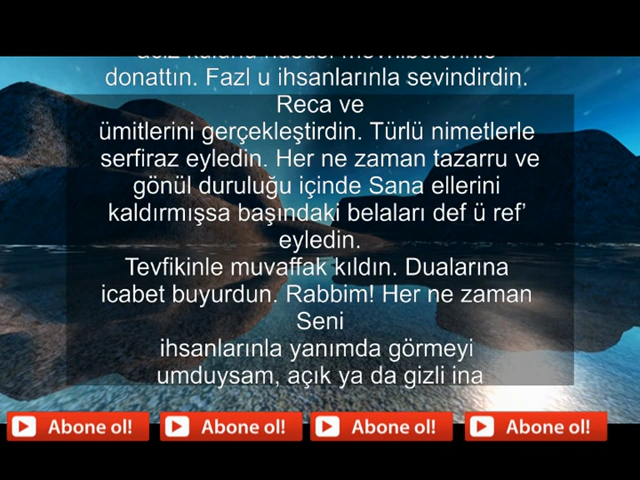 donattın. Fazl u ihsanlarınla sevindirdin.
Reca ve
ümitlerini gerçekleştirdin. Türlü nimetlerle
serfiraz eyledin. Her ne zaman tazarru ve
gönül duruluğu içinde Sana ellerini
kaldırmışsa başındaki belaları def ü ref’
eyledin.
Tevfikinle muvaffak kıldın. Dualarına
icabet buyurdun. Rabbim! Her ne zaman
Seni
ihsanlarınla yanımda görmeyi
umduysam, açık ya da gizli ina
Abone ol! Abone ol! Abone ol! Abone ol!